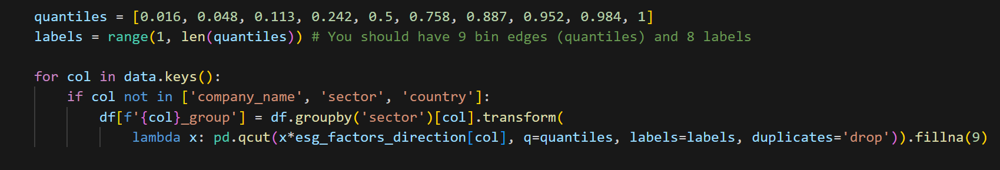 quantiles = [0.016, 0.048, 0.113, 0.242, 0.5, 0.758, 0.887, 0.952, 0.984, 1]
labels = range(1, len(quantiles)) # You should have 9 bin edges (quantiles) and 8 labels
for col in data.keys():
if col not in ['company_name', 'sector', 'country']:
df[f'{col}_group'] = df.groupby('sector')[col].transform(
lambda x: pd.qcut(x*esg_factors_direction[col], q=quantiles, labels=labels, duplicates='drop')).fillna(9)